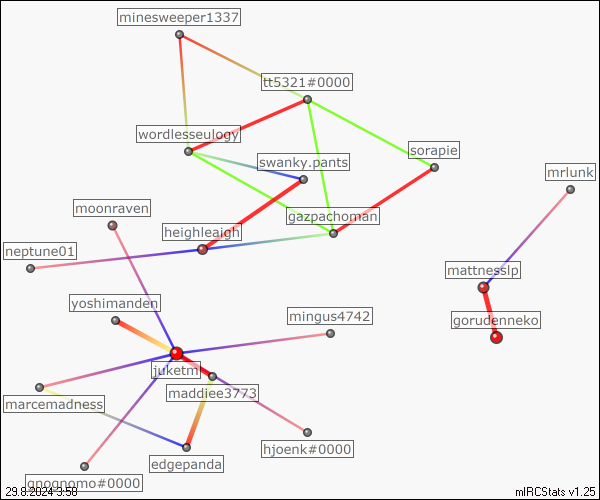 minesweeper1337
tt5321#0000
wordlesseulogy
sorapie
swanky.pants
mrlunk
moonraven
gazpachoman
heighleaigh
neptune01
mattnesslp
yoshimanden
mingus4742
gorudenneko
juketm
maddiee3773
marcemadness
hjoenk#0000
edgepanda
gnognomo#0000
29.8.2024 3:58
mIRCStats v1.25